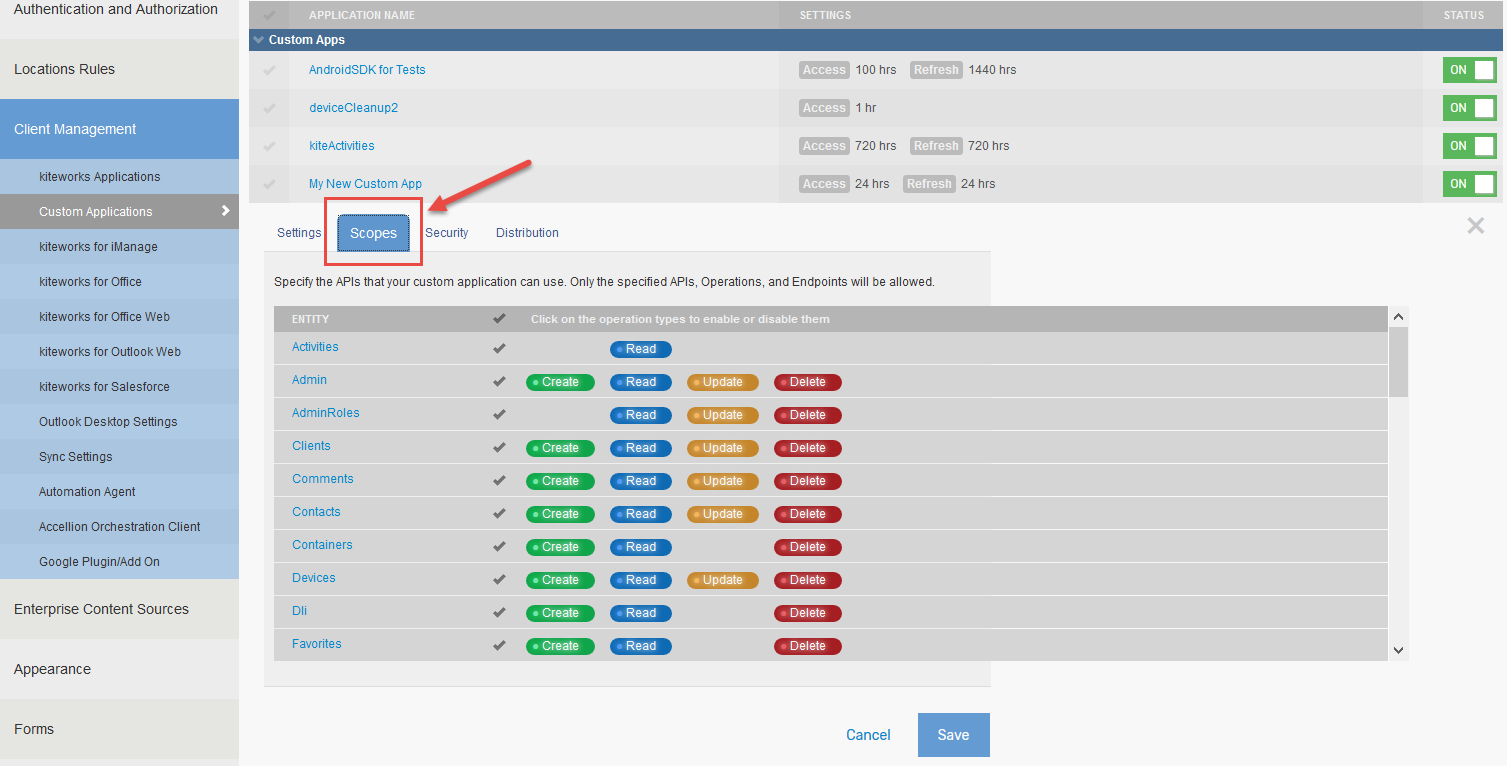 Authentication and Authorization
Locations Rules
Client Management
kiteworks Applications
Custom Applications
kiteworks for iManage
kiteworks for Office
kiteworks for Office Web
kiteworks for Outlook Web
kiteworks for Salesforce
Outlook Desktop Settings
Sync Settings
Automation Agent
Accellion Orchestration Client
Google Plugin/Add On
Enterprise Content Sources
Appearance
Forms
APPLICATION NAME SETTINGS STATUS
Custom Apps
AndroidSDK for Tests Access 100 hrs Refresh 1440 hrs ON
deviceCleanup2 Access 1 hr ON
kiteActivities Access 720 hrs Refresh 720 hrs ON
My New Custom App Access 24 hrs Refresh 24 hrs ON
Settings Scopes Security Distribution
Specify the APIs that your custom application can use. Only the specified APIs, Operations, and Endpoints will be allowed.
ENTITY Click on the operation types to enable or disable them
Activities Read
Admin Create Read Update Delete
AdminRoles Read Update Delete
Clients Create Read Update Delete
Comments Create Read Update Delete
Contacts Create Read Update Delete
Containers Create Read Delete
Devices Create Read Update Delete
Dli Create Read Delete
Favorites Create Read Delete
Cancel Save